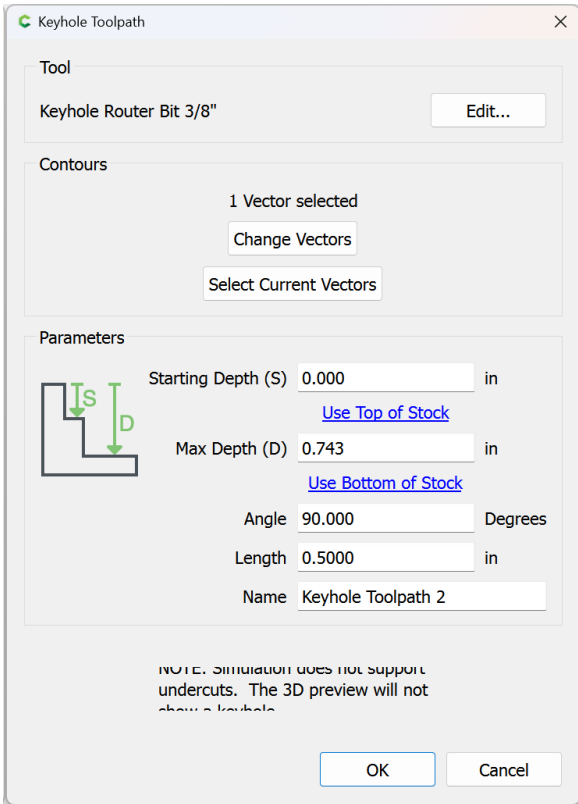 Keyhole Toolpath
Tool
Keyhole Router Bit 3/8"
Edit...
Contours
1 Vector selected
Change Vectors
Select Current Vectors
Parameters
S
D
Starting Depth (S) 0.000 in
Use Top of Stock
Max Depth (D) 0.743 in
Use Bottom of Stock
Angle 90.000 Degrees
Length 0.5000 in
Name Keyhole Toolpath 2
NOTE: Simulation does not support
undercuts. The 3D preview will not
show a keyhole
OK
Cancel